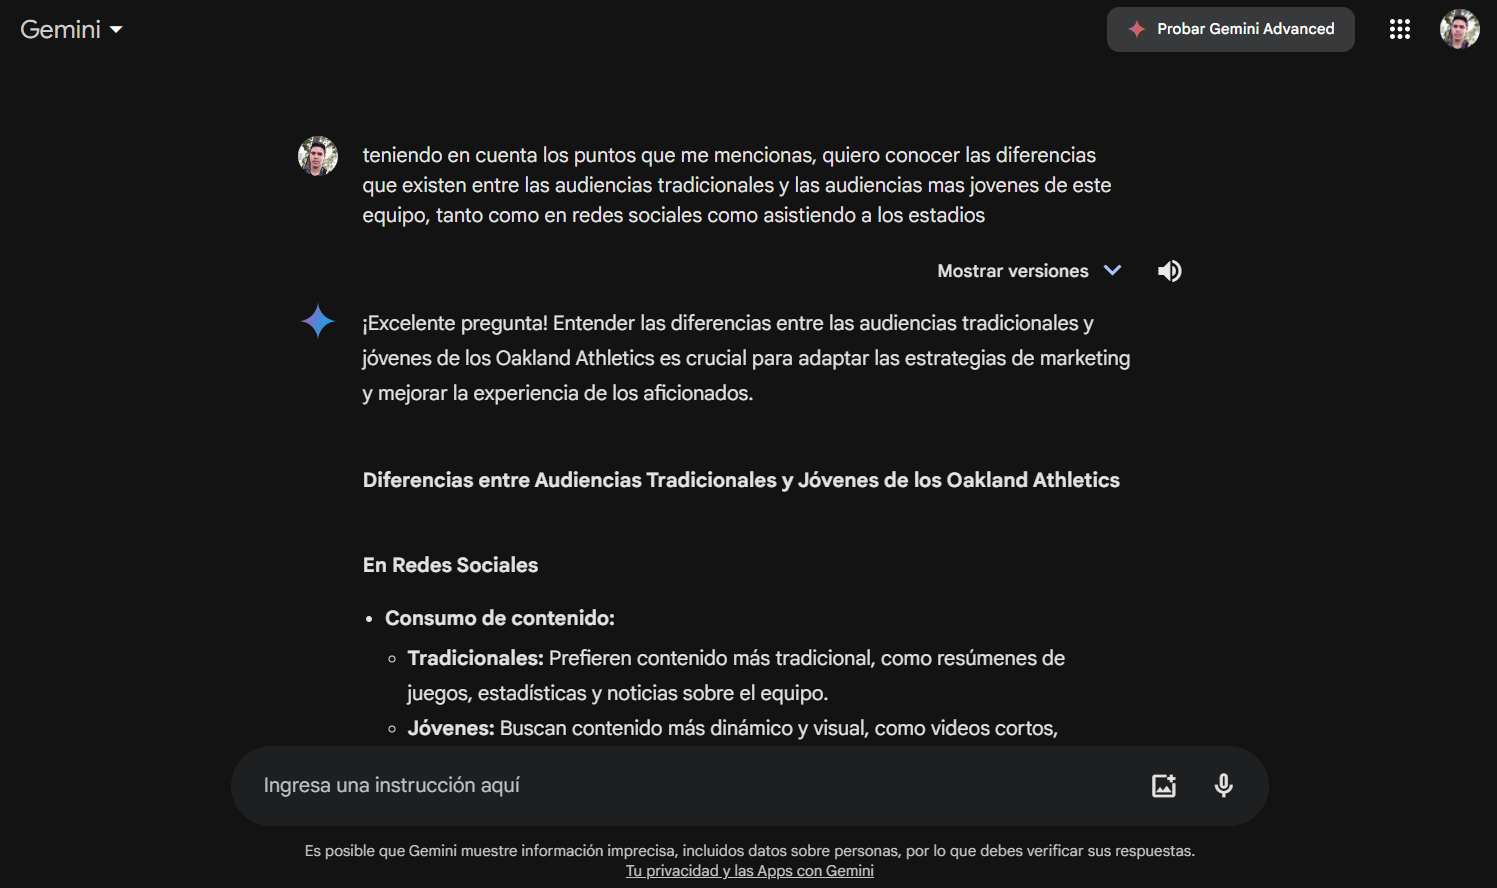 Gemini
Probar Gemini Advanced
teniendo en cuenta los puntos que me mencionas, quiero conocer las diferencias
que existen entre las audiencias tradicionales y las audiencias mas jovenes de este
equipo, tanto como en redes sociales como asistiendo a los estadios
Mostrar versiones
¡Excelente pregunta! Entender las diferencias entre las audiencias tradicionales y
jóvenes de los Oakland Athletics es crucial para adaptar las estrategias de marketing
y mejorar la experiencia de los aficionados.
Diferencias entre Audiencias Tradicionales y Jóvenes de los Oakland Athletics
En Redes Sociales
• Consumo de contenido:
◦ Tradicionales: Prefieren contenido más tradicional, como resúmenes de
juegos, estadísticas y noticias sobre el equipo.
◦ Jóvenes: Buscan contenido más dinámico y visual, como videos cortos,
Ingresa una instrucción aquí
Es posible que Gemini muestre información imprecisa, incluidos datos sobre personas, por lo que debes verificar sus respuestas.
Tu privacidad y las Apps con Gemini